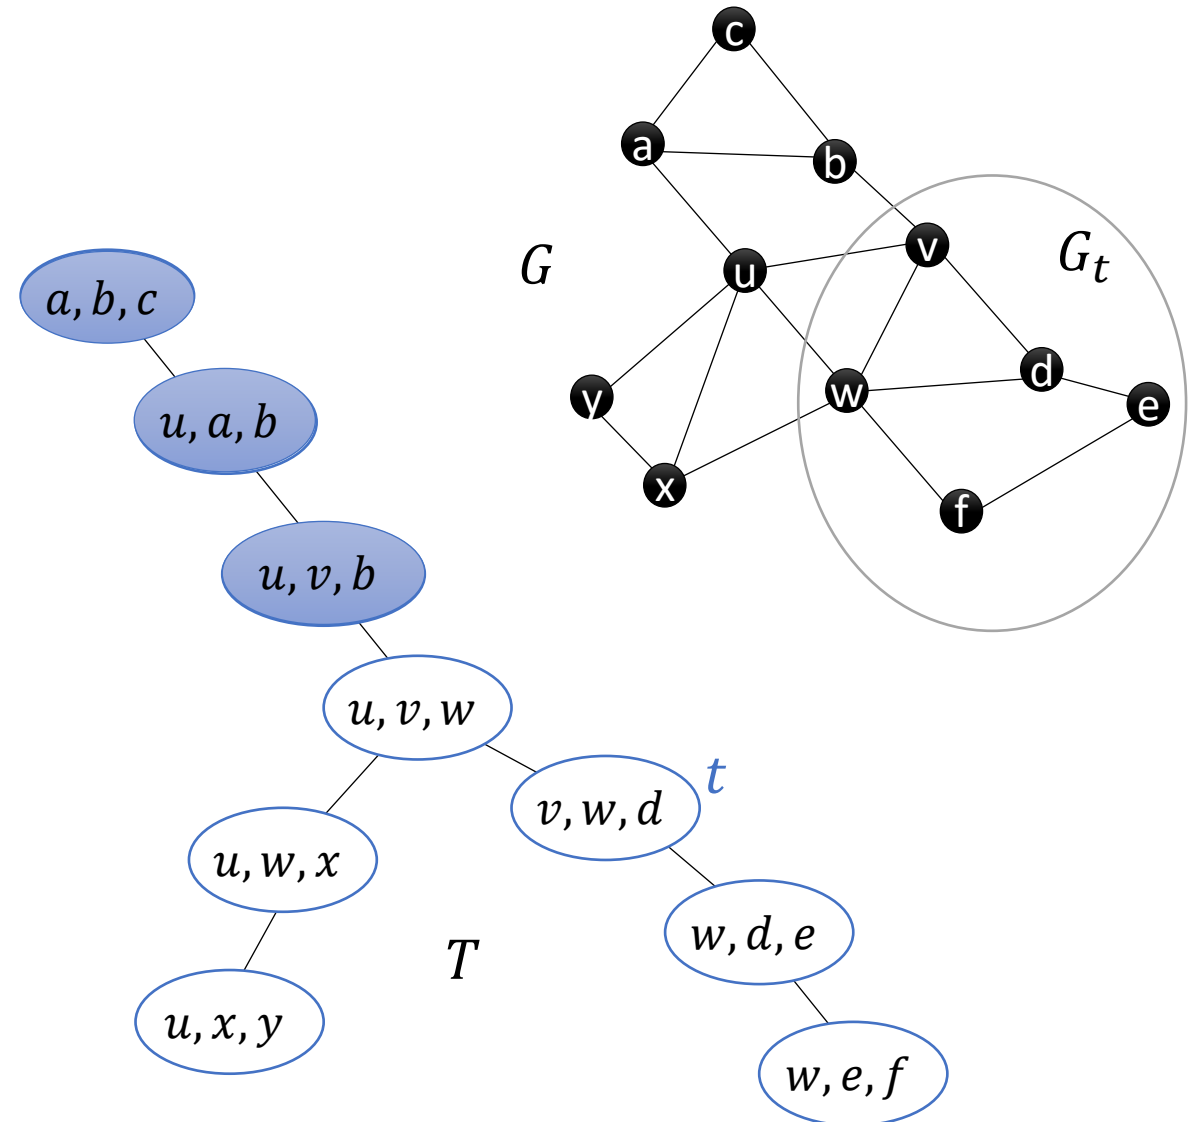 c
a
b
G
v
G_t
u
a, b, c
d
w
y
e
u, a, b
x
f
u, v, b
u, v, w
t
v, w, d
u, w, x
w, d, e
T
u, x, y
w, e, f